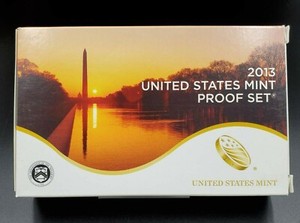 2013
UNITED STATES MINT
PROOF SET®
UNITED STATES MINT